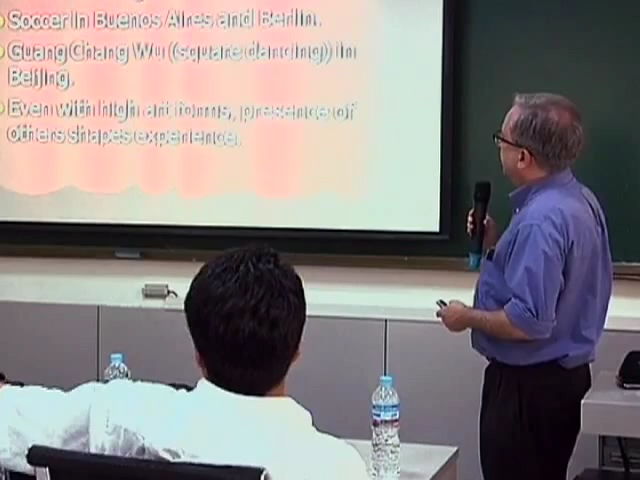 Soccer in Buenos Aires and Berlin.
Guang Chang Wu (square dancing) in
Beijing.
Even with high art forms, presence of
others shapes experience.